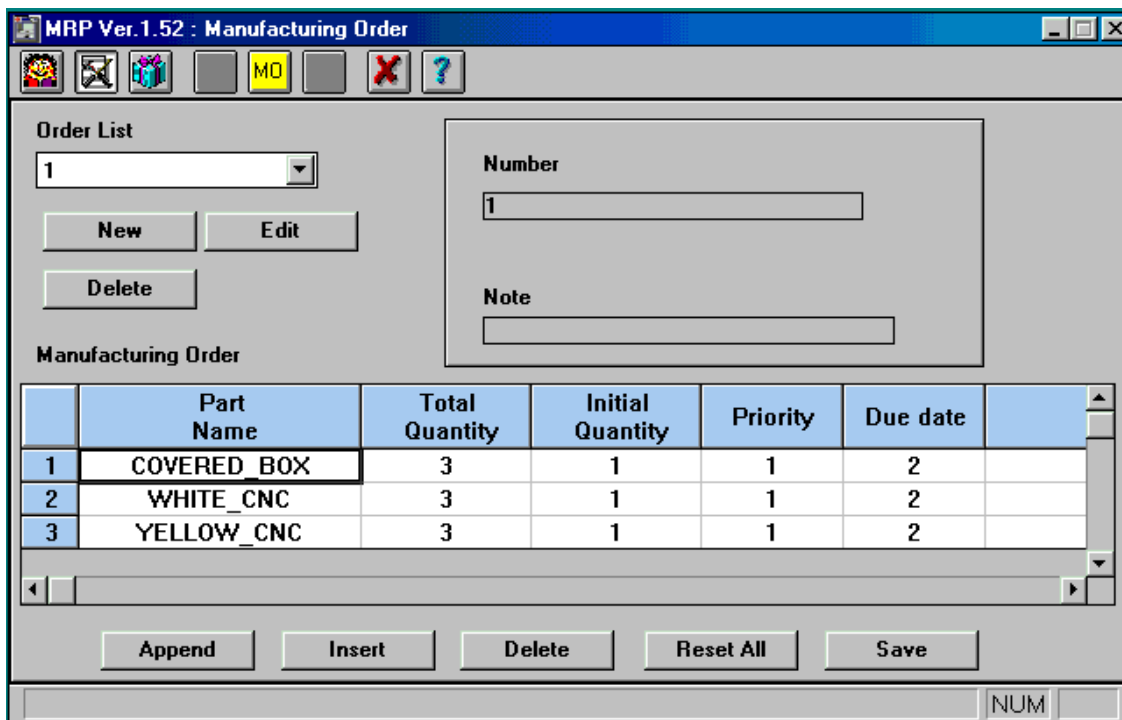 MRP Ver.1.52 : Manufacturing Order
MO ?
Order List
1
New Edit
Delete
Number
1
Note
Manufacturing Order
Part Name Total Quantity Initial Quantity Priority Due date
1 COVERED_BOX 3 1 1 2
2 WHITE_CNC 3 1 1 2
3 YELLOW_CNC 3 1 1 2
Append Insert Delete Reset All Save
NUM